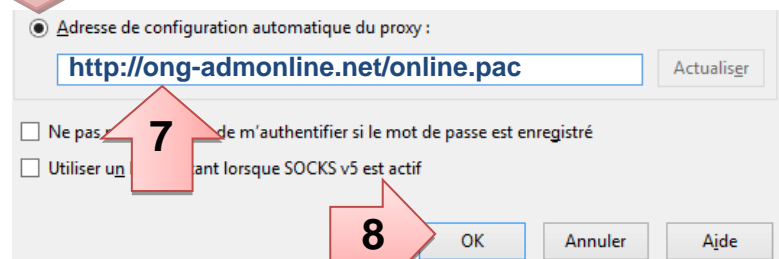 Adresse de configuration automatique du proxy :
http://ong-admonline.net/online.pac
Actualiser
Ne pas de m'authentifier si le mot de passe est enregistré
7
Utiliser un lorsque SOCKS v5 est actif
8
OK
Annuler
Aide